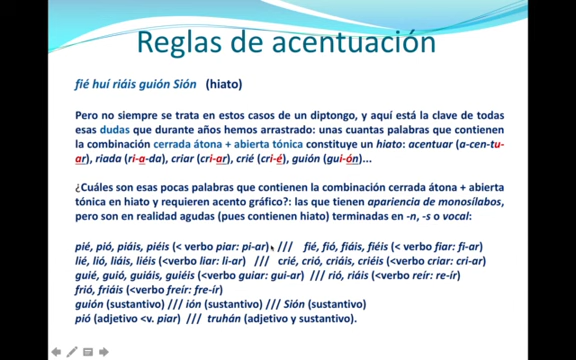 Reglas de acentuación
fié huí riáis guión Sión (hiato)
Pero no siempre se trata en estos casos de un diptongo, y aquí está la clave de todas
esas dudas que durante años hemos arrastrado: unas cuantas palabras que contienen
la combinación cerrada átona + abierta tónica constituye un hiato: acentuar (a-cen-tu-
ar), riada (ri-a-da), criar (cri-ar), crié (cri-é), guión (gui-ón)...
¿Cuáles son esas pocas palabras que contienen la combinación cerrada átona + abierta
tónica en hiato y requieren acento gráfico?: las que tienen apariencia de monosílabos,
pero son en realidad agudas (pues contienen hiato) terminadas en -n, -s o vocal:
pié, pió, piáis, piéis (< verbo piar: pi-ar) /// fié, fió, fiáis, fiéis (< verbo fiar: fi-ar)
lié, lió, liáis, liéis (<verbo liar: li-ar) /// crié, crió, criáis, criéis (<verbo criar: cri-ar)
guié, guió, guiáis, guiéis (<verbo guiar: gui-ar) /// rió, riáis (<verbo reír: re-ír)
frió, friáis (<verbo freír: fre-ír)
guión (sustantivo) /// ión (sustantivo) /// Sión (sustantivo)
pió (adjetivo <v. piar) /// truhán (adjetivo y sustantivo).